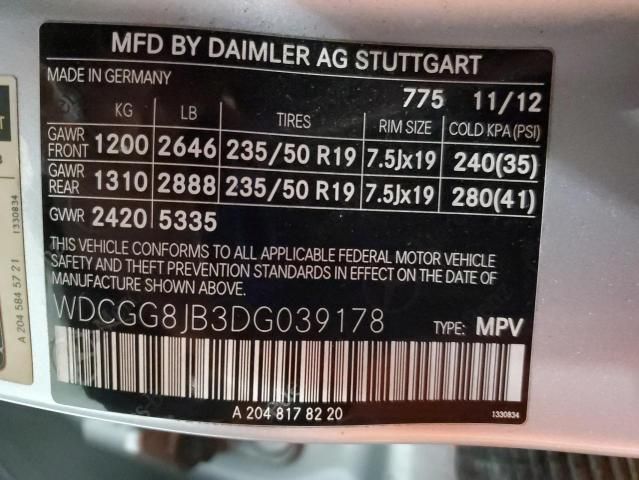 MFD BY DAIMLER AG STUTTGART
MADE IN GERMANY
775 11/12
KG LB TIRES RIM SIZE COLD KPA (PSI)
GAWR FRONT 1200 2646 235/50 R19 7.5Jx19 240(35)
GAWR REAR 1310 2888 235/50 R19 7.5Jx19 280(41)
GVWR 2420 5335
THIS VEHICLE CONFORMS TO ALL APPLICABLE FEDERAL MOTOR VEHICLE
SAFETY AND THEFT PREVENTION STANDARDS IN EFFECT ON THE DATE OF
MANUFACTURE SHOWN ABOVE.
WDCGG8JB3DG039178 TYPE: MPV
A 204 817 82 20
1330834
A 204 584 57 21
1330834